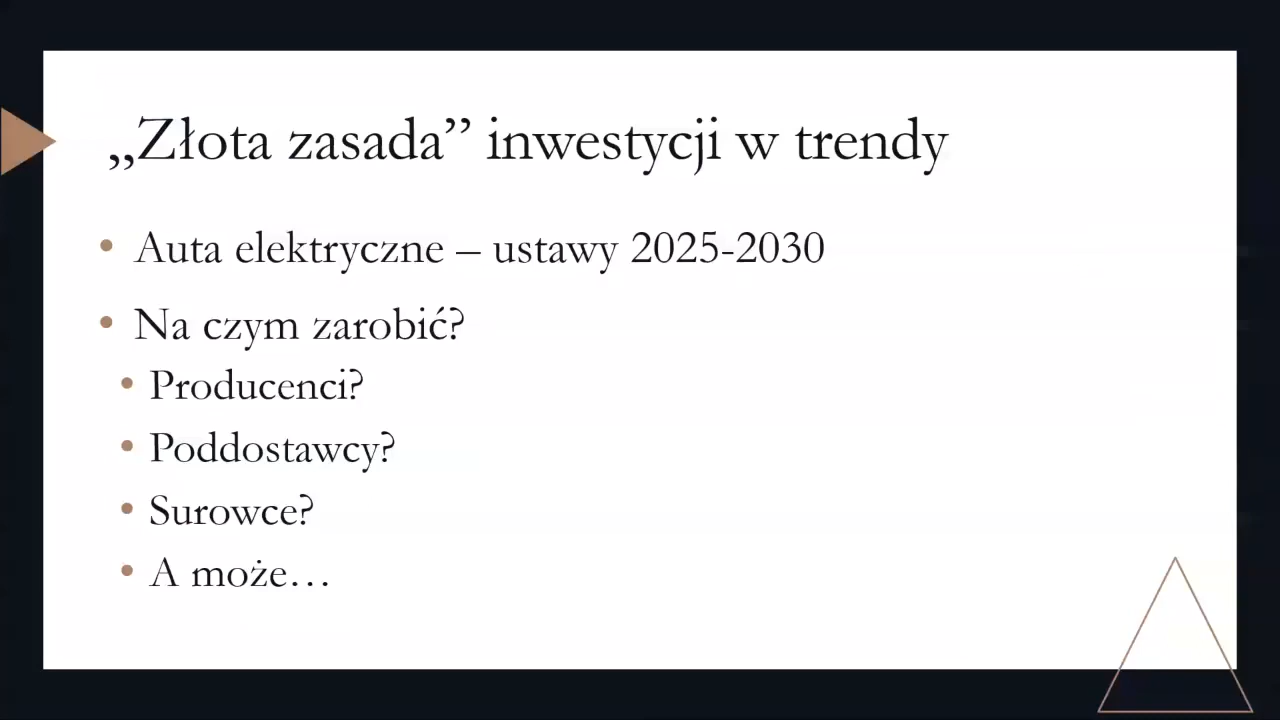 „Złota zasada” inwestycji w trendy
• Auta elektryczne – ustawy 2025-2030
• Na czym zarobić?
• Producenci?
• Poddostawcy?
• Surowce?
• A może…